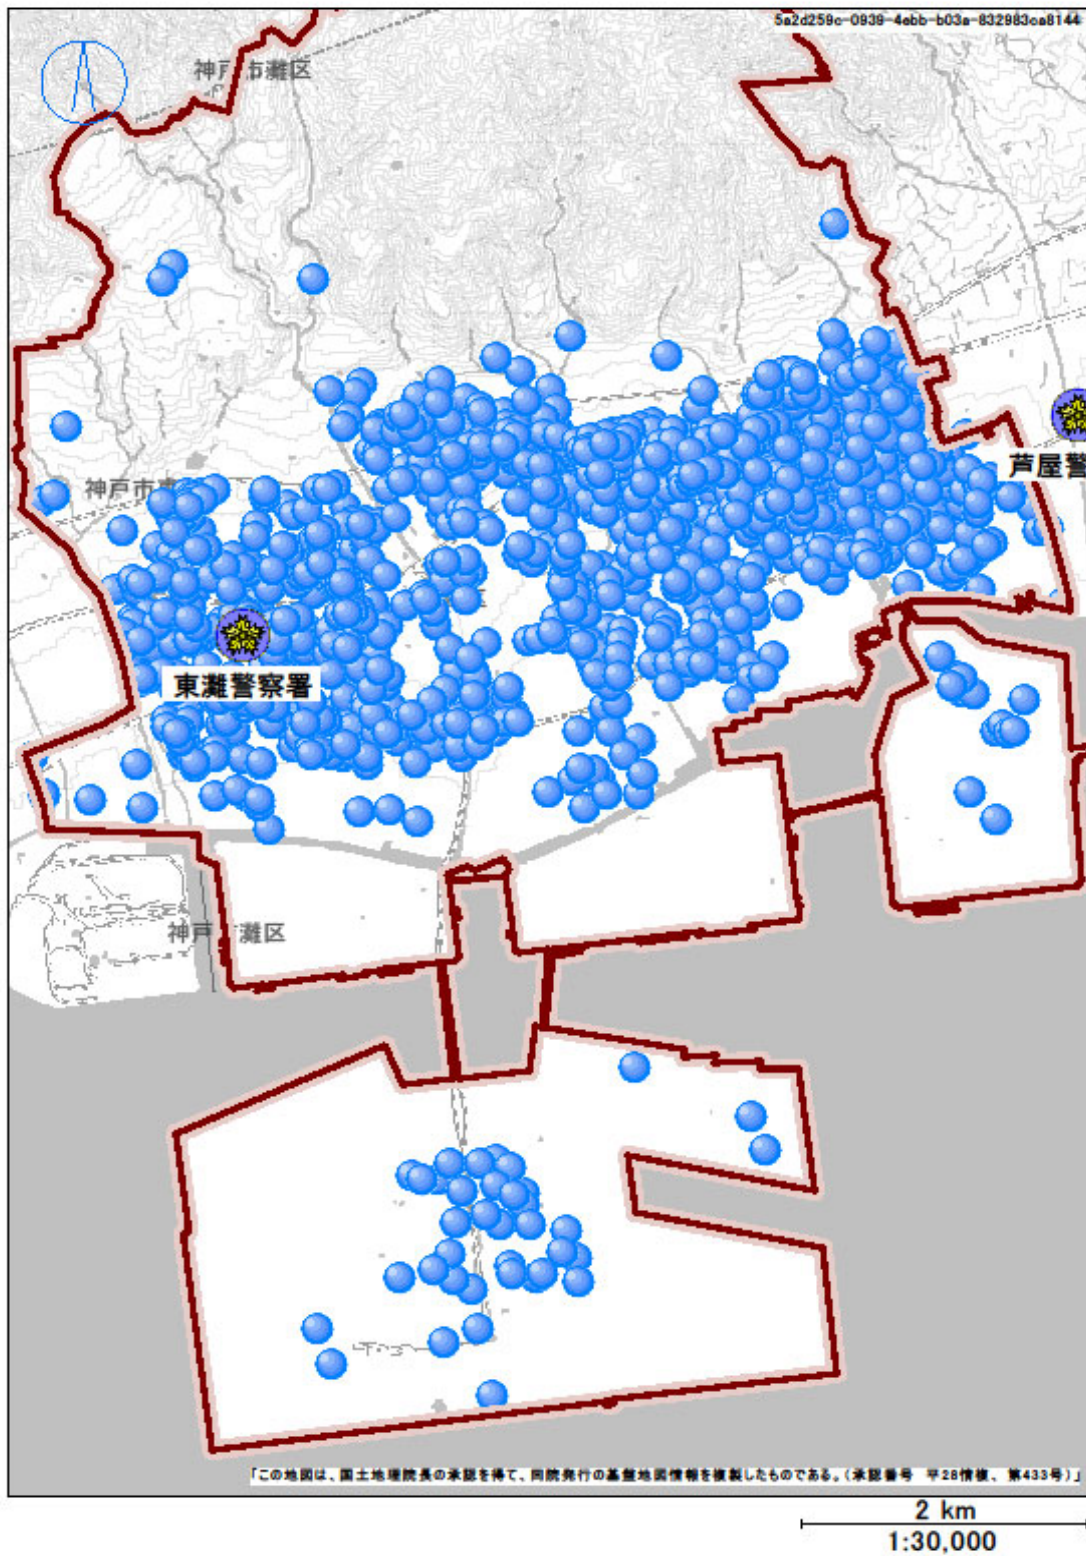 5a2d259c-0939-4ebb-b03a-832983ca8144
神戸市灘区
芦屋警
神戸市東
東灘警察署
神戸市灘区
「この地図は、国土地理院長の承認を得て、同院発行の基盤地図情報を複製したものである。（承認番号　平28情複、第433号）」
2 km
1:30,000